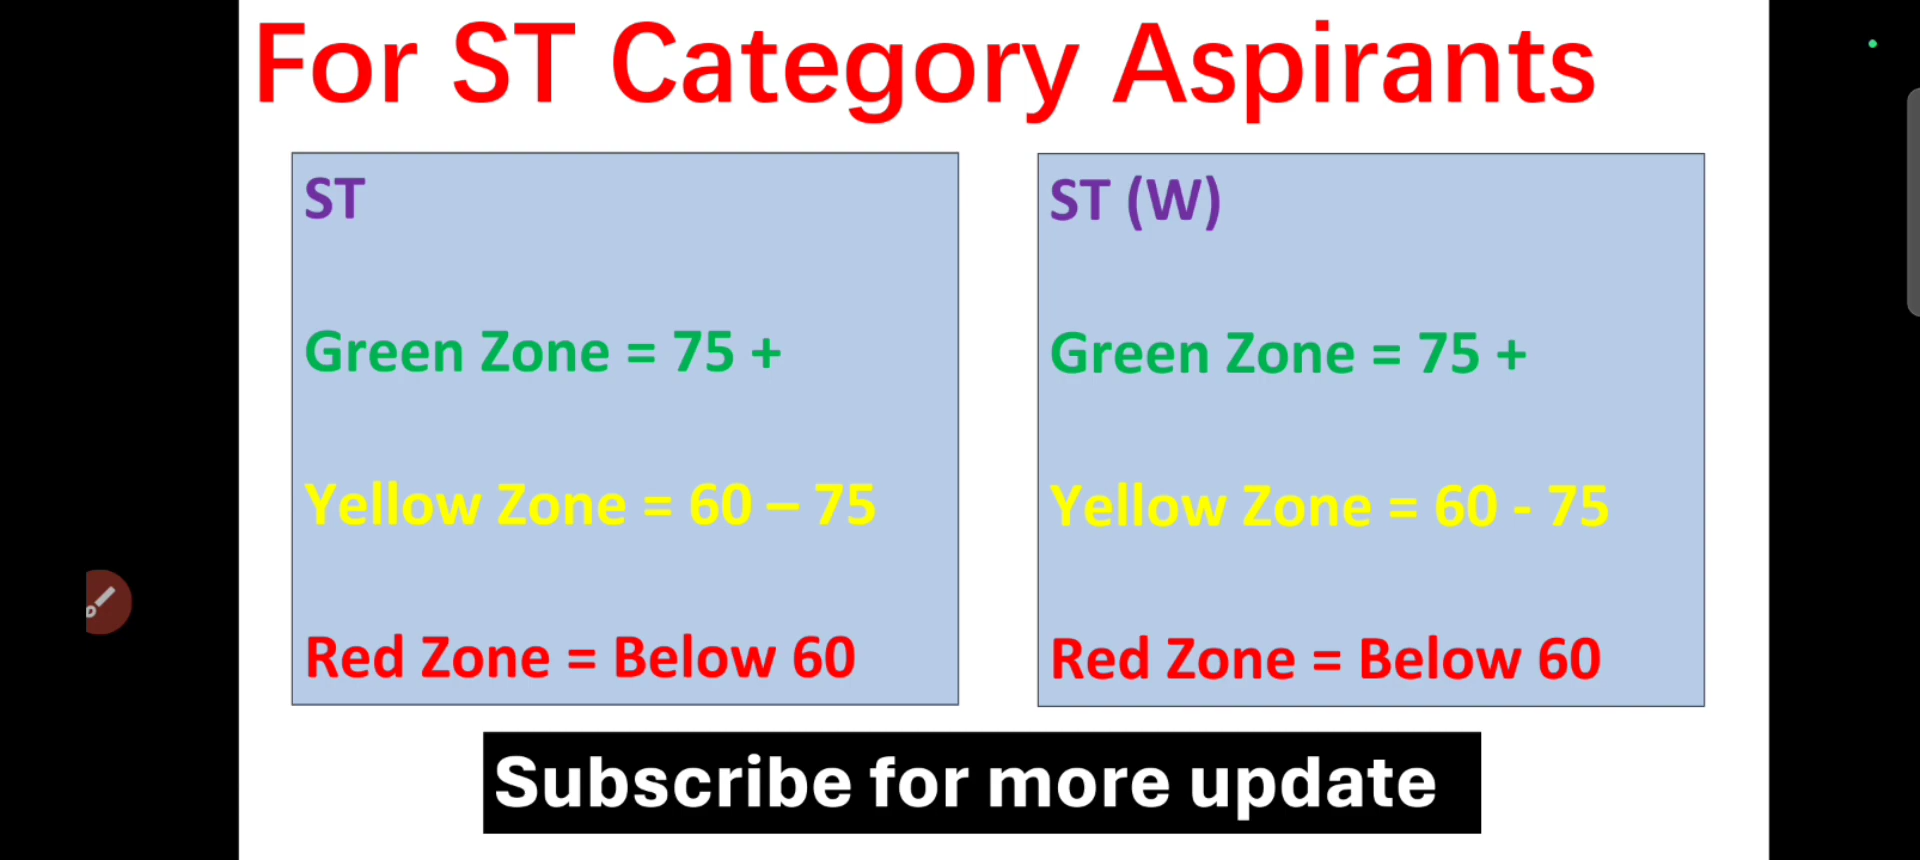 For ST Category Aspirants
ST
Green Zone = 75 +
Yellow Zone = 60 – 75
Red Zone = Below 60
ST (W)
Green Zone = 75 +
Yellow Zone = 60 - 75
Red Zone = Below 60
Subscribe for more update